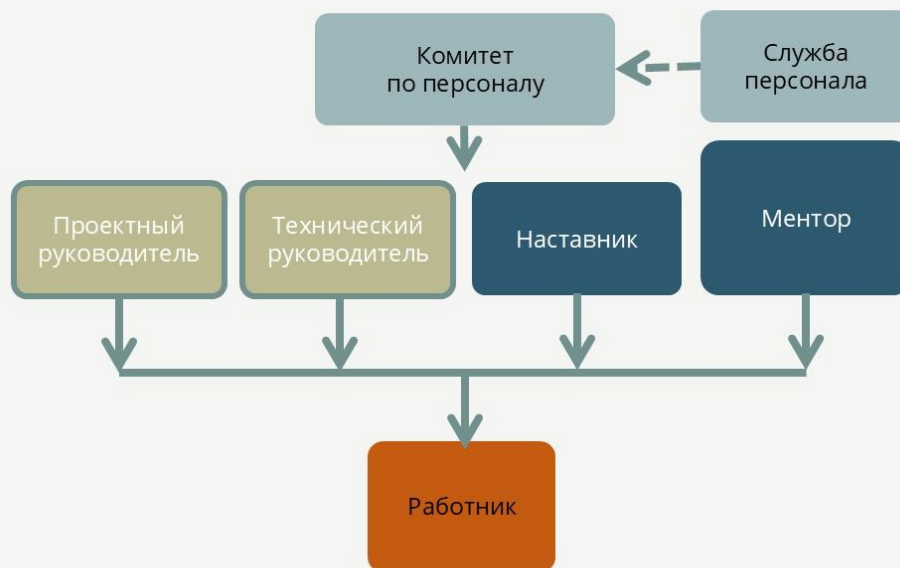 Комитет
по персоналу
Служба
персонала
Проектный
руководитель
Технический
руководитель
Наставник
Ментор
Работник